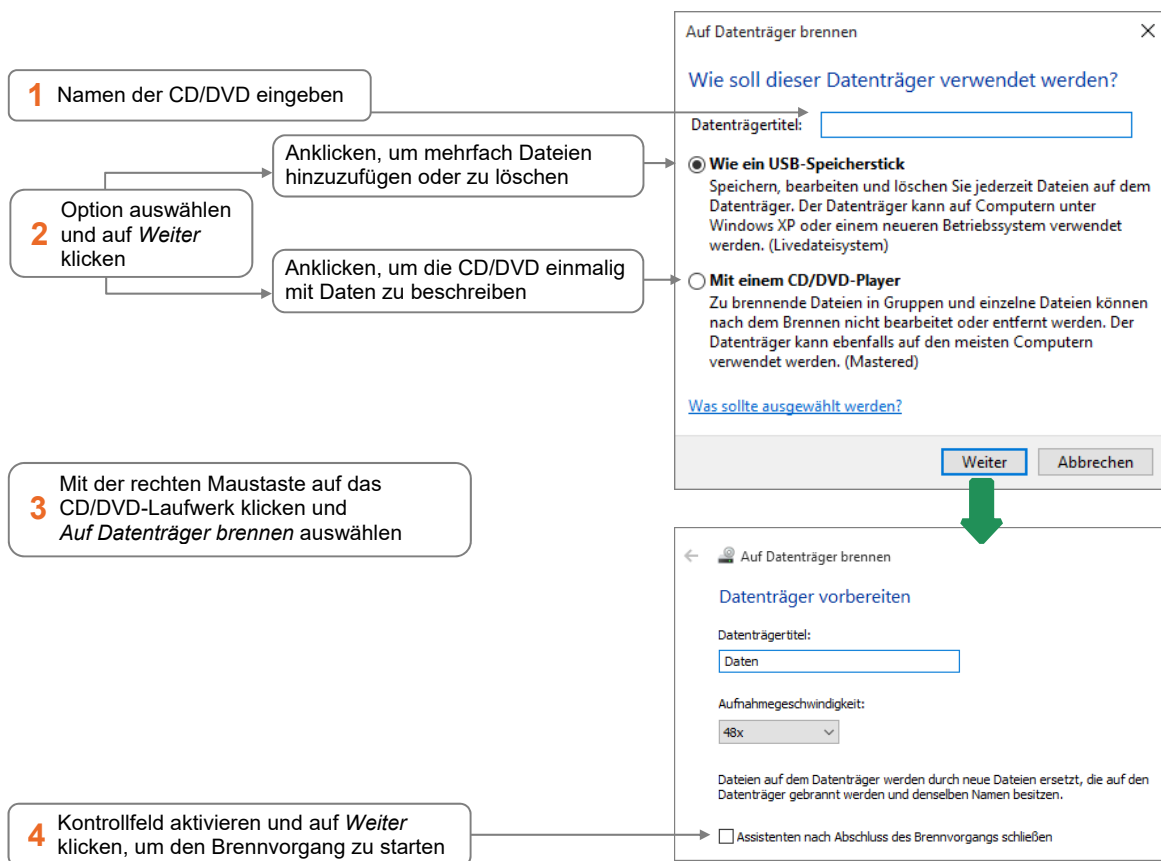 Auf Datenträger brennen
Wie soll dieser Datenträger verwendet werden?
1 Namen der CD/DVD eingeben
Datenträgertitel:
Anklicken, um mehrfach Dateien
hinzuzufügen oder zu löschen
Wie ein USB-Speicherstick
Speichern, bearbeiten und löschen Sie jederzeit Dateien auf dem
Datenträger. Der Datenträger kann auf Computern unter
Windows XP oder einem neueren Betriebssystem verwendet
werden. (Livedateisystem)
2 Option auswählen
und auf Weiter
klicken
Anklicken, um die CD/DVD einmalig
mit Daten zu beschreiben
Mit einem CD/DVD-Player
Zu brennende Dateien in Gruppen und einzelne Dateien können
nach dem Brennen nicht bearbeitet oder entfernt werden. Der
Datenträger kann ebenfalls auf den meisten Computern
verwendet werden. (Mastered)
Was sollte ausgewählt werden?
Weiter Abbrechen
3 Mit der rechten Maustaste auf das
CD/DVD-Laufwerk klicken und
Auf Datenträger brennen auswählen
Auf Datenträger brennen
Datenträger vorbereiten
Datenträgertitel:
Daten
Aufnahmegeschwindigkeit:
48x
Dateien auf dem Datenträger werden durch neue Dateien ersetzt, die auf den
Datenträger gebrannt werden und denselben Namen besitzen.
4 Kontrollfeld aktivieren und auf Weiter
klicken, um den Brennvorgang zu starten
Assistenten nach Abschluss des Brennvorgangs schließen